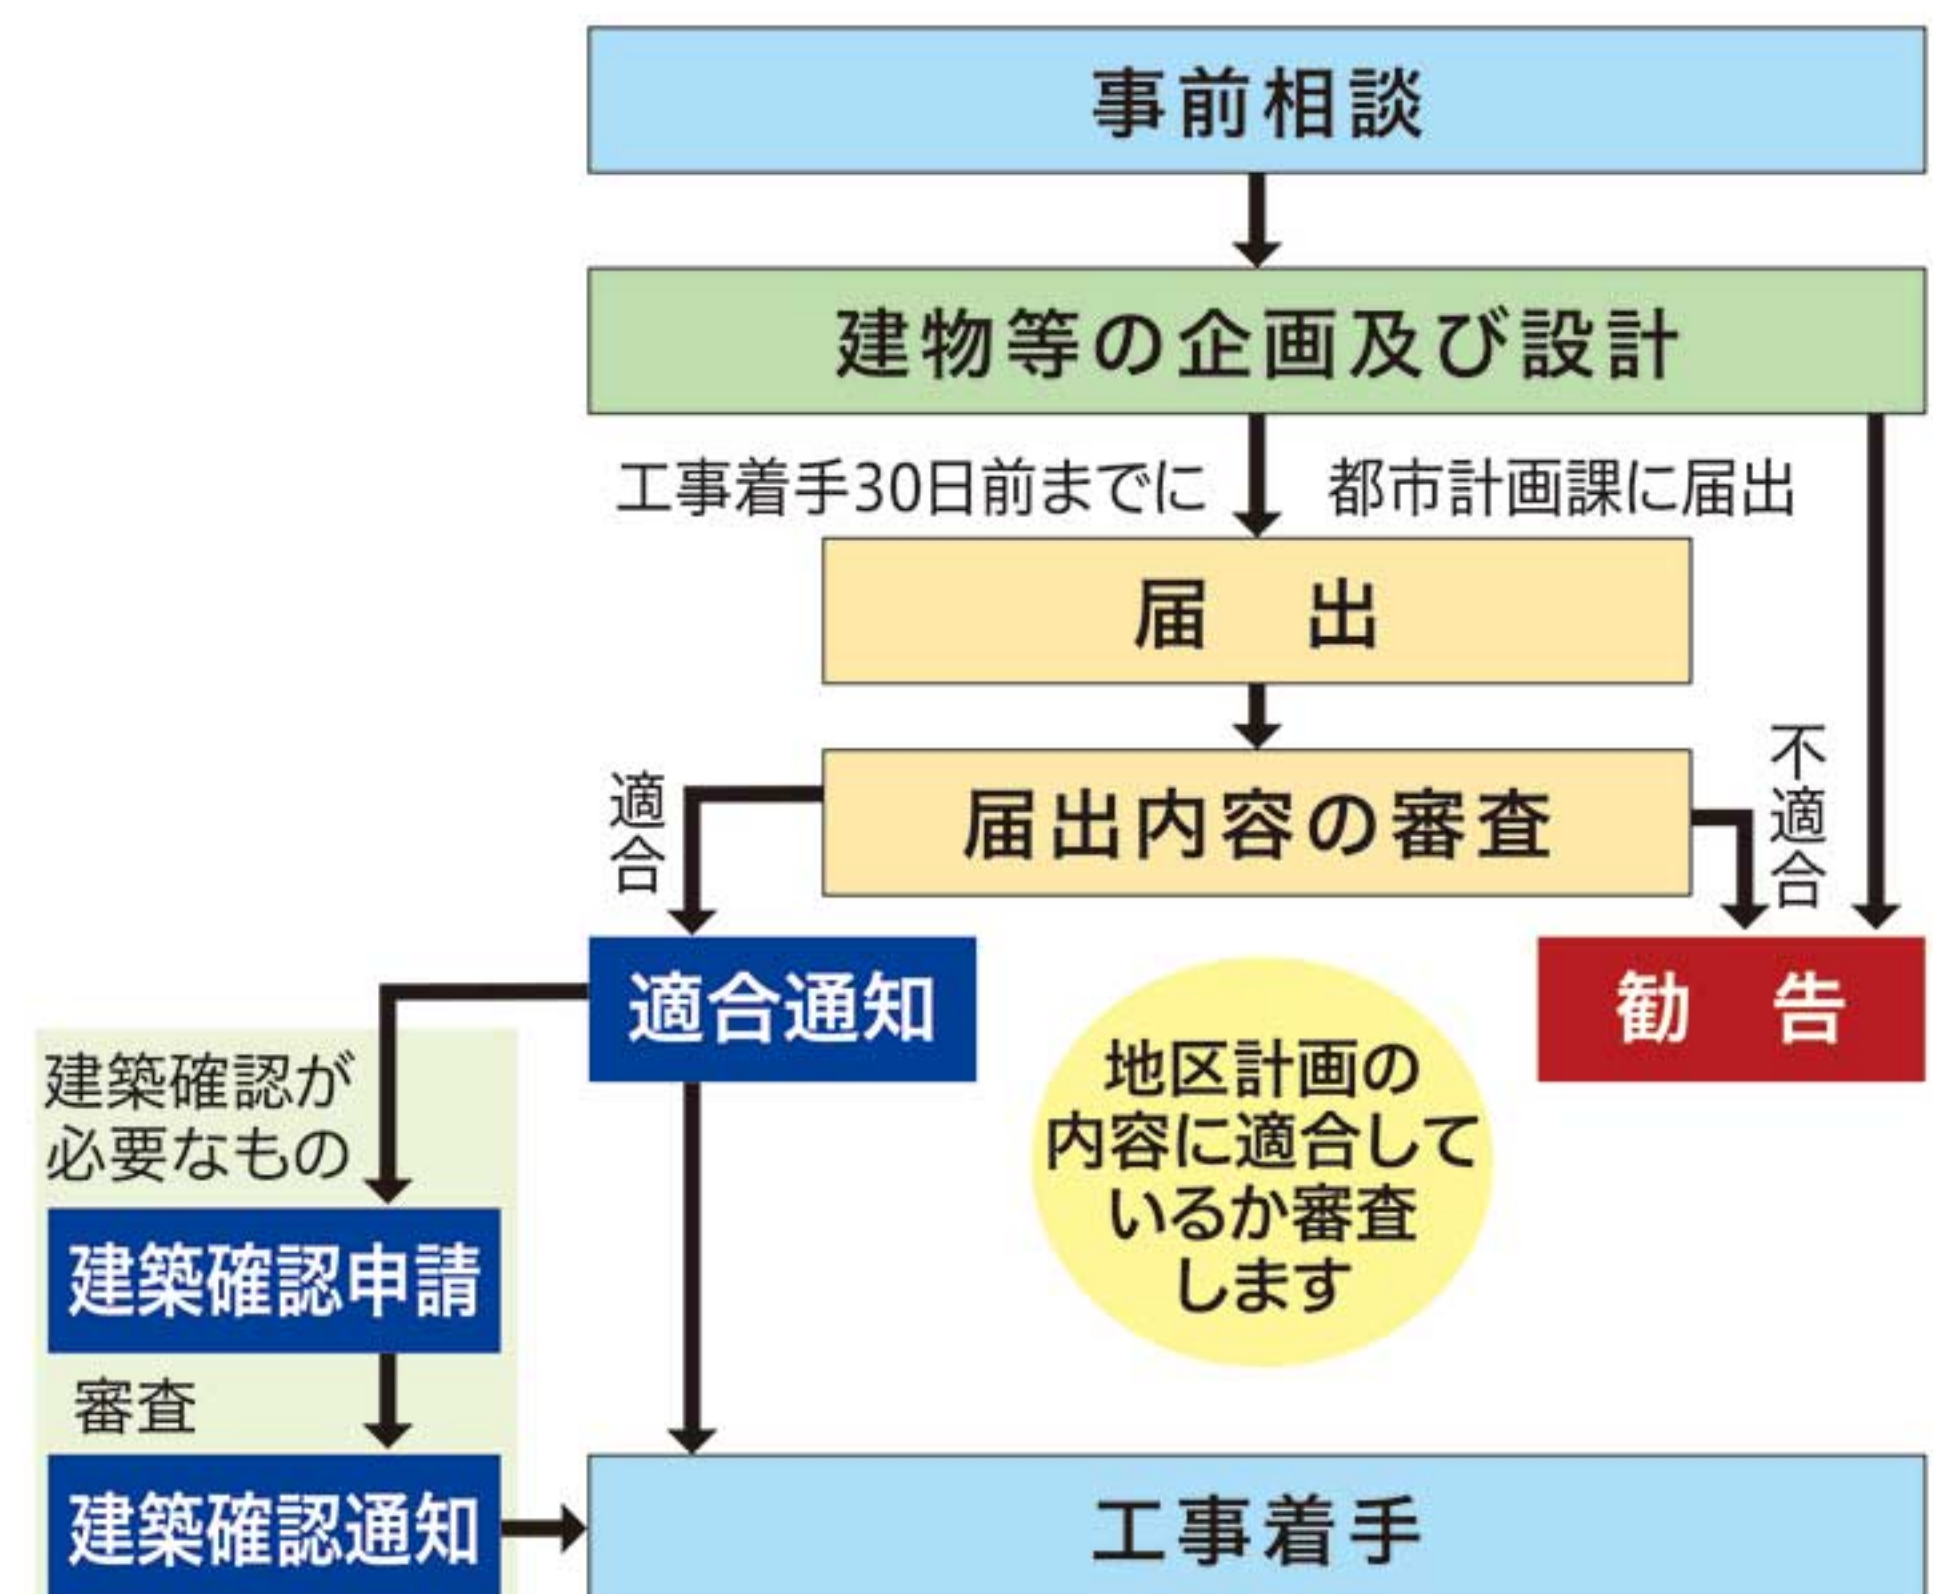 事前相談
建物等の企画及び設計
工事着手30日前までに
都市計画課に届出
届 出
届出内容の審査
適合
不適合
適合通知
勧 告
地区計画の
内容に適合して
いるか審査
します
建築確認が
必要なもの
建築確認申請
審査
建築確認通知
工事着手